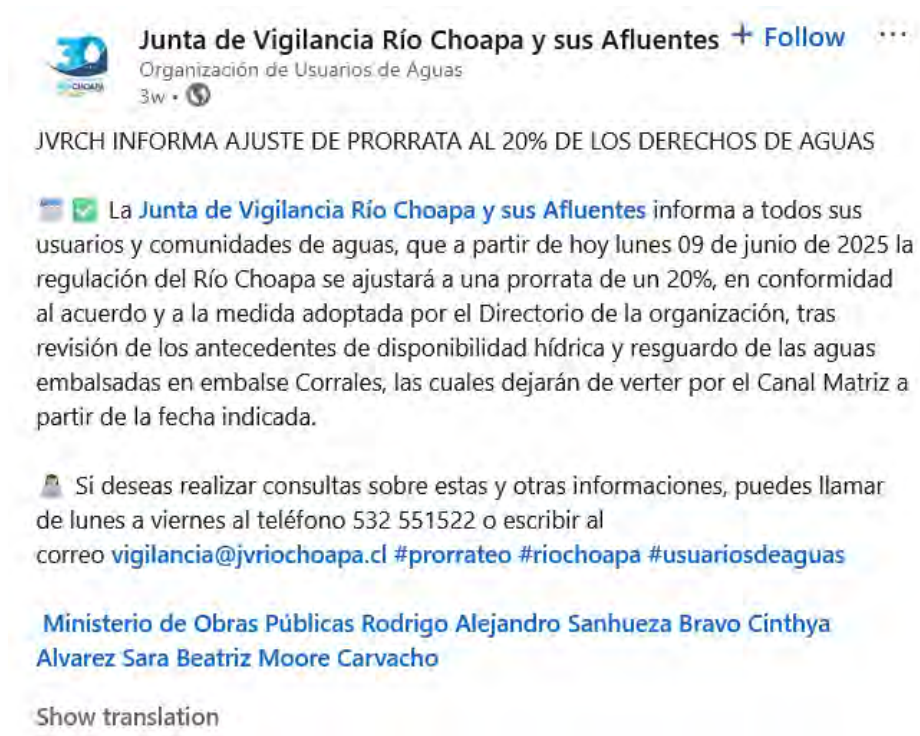 Junta de Vigilancia Río Choapa y sus Afluentes + Follow ...
Organización de Usuarios de Aguas
3w •
JVRCH INFORMA AJUSTE DE PRORRATA AL 20% DE LOS DERECHOS DE AGUAS
La Junta de Vigilancia Río Choapa y sus Afluentes informa a todos sus
usuarios y comunidades de aguas, que a partir de hoy lunes 09 de junio de 2025 la
regulación del Río Choapa se ajustará a una prorrata de un 20%, en conformidad
al acuerdo y a la medida adoptada por el Directorio de la organización, tras
revisión de los antecedentes de disponibilidad hídrica y resguardo de las aguas
embalsadas en embalse Corrales, las cuales dejarán de verter por el Canal Matriz a
partir de la fecha indicada.
Si deseas realizar consultas sobre estas y otras informaciones, puedes llamar
de lunes a viernes al teléfono 532 551522 o escribir al
correo vigilancia@jvriochoapa.cl #prorrateo #riochoapa #usuariosdeaguas
Ministerio de Obras Públicas Rodrigo Alejandro Sanhueza Bravo Cinthya
Alvarez Sara Beatriz Moore Carvacho
Show translation